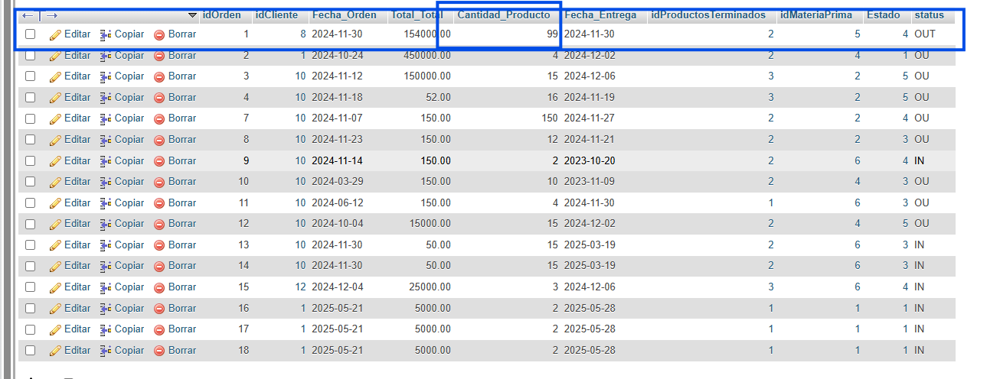 idOrden idCliente Fecha_Orden Total_Total Cantidad_Producto Fecha_Entrega idProductosTerminados idMateriaPrima Estado status
Editar Copiar Borrar 1 8 2024-11-30 154000.00 99 2024-11-30 2 5 4 OUT
Editar Copiar Borrar 2 1 2024-10-24 450000.00 4 2024-12-02 2 4 1 OU
Editar Copiar Borrar 3 10 2024-11-12 150000.00 15 2024-12-06 3 2 5 OU
Editar Copiar Borrar 4 10 2024-11-18 52.00 16 2024-11-19 3 2 5 OU
Editar Copiar Borrar 7 10 2024-11-07 150.00 150 2024-11-27 2 2 4 OU
Editar Copiar Borrar 8 10 2024-11-23 150.00 12 2024-11-21 2 2 3 OU
Editar Copiar Borrar 9 10 2024-11-14 150.00 2 2023-10-20 2 6 4 IN
Editar Copiar Borrar 10 10 2024-03-29 150.00 10 2023-11-09 2 4 3 OU
Editar Copiar Borrar 11 10 2024-06-12 150.00 4 2024-11-30 1 6 3 OU
Editar Copiar Borrar 12 10 2024-10-04 15000.00 15 2024-12-02 2 4 5 OU
Editar Copiar Borrar 13 10 2024-11-30 50.00 15 2025-03-19 2 6 3 IN
Editar Copiar Borrar 14 10 2024-11-30 50.00 15 2025-03-19 2 6 3 IN
Editar Copiar Borrar 15 12 2024-12-04 25000.00 3 2024-12-06 3 6 4 IN
Editar Copiar Borrar 16 1 2025-05-21 5000.00 2 2025-05-28 1 1 1 IN
Editar Copiar Borrar 17 1 2025-05-21 5000.00 2 2025-05-28 1 1 1 IN
Editar Copiar Borrar 18 1 2025-05-21 5000.00 2 2025-05-28 1 1 1 IN